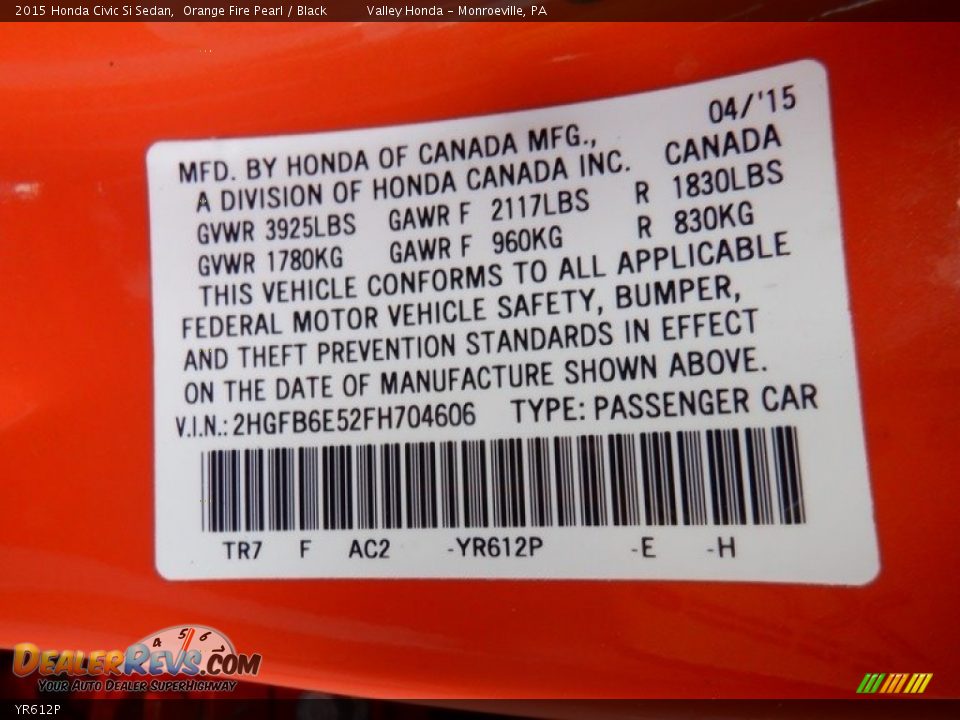 2015 Honda Civic Si Sedan, Orange Fire Pearl / Black Valley Honda - Monroeville, PA
04/'15
MFD. BY HONDA OF CANADA MFG.,
A DIVISION OF HONDA CANADA INC. CANADA
GVWR 3925LBS GAWR F 2117LBS R 1830LBS
GVWR 1780KG GAWR F 960KG R 830KG
THIS VEHICLE CONFORMS TO ALL APPLICABLE
FEDERAL MOTOR VEHICLE SAFETY, BUMPER,
AND THEFT PREVENTION STANDARDS IN EFFECT
ON THE DATE OF MANUFACTURE SHOWN ABOVE.
V.I.N.: 2HGFB6E52FH704606 TYPE: PASSENGER CAR
TR7 F AC2 -YR612P -E -H
4 5 6
DEALERREVS.COM
YOUR AUTO DEALER SUPERHIGHWAY
YR612P